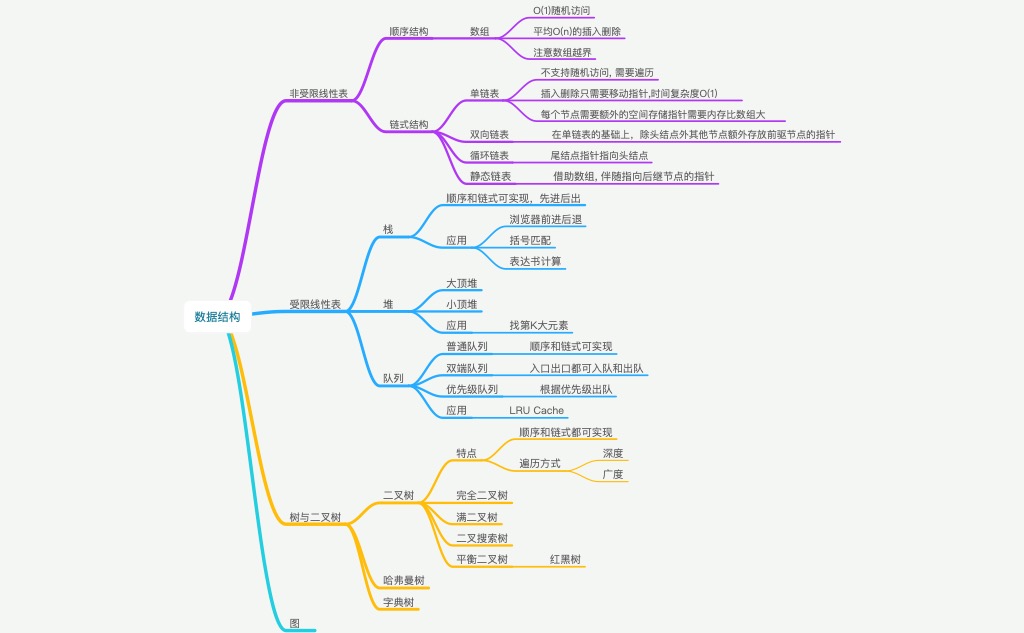 数据结构
非受限线性表
顺序结构
数组
O(1)随机访问
平均O(n)的插入删除
注意数组越界
链式结构
单链表
不支持随机访问, 需要遍历
插入删除只需要移动指针,时间复杂度O(1)
每个节点需要额外的空间存储指针需要内存比数组大
双向链表
在单链表的基础上，除头结点外其他节点额外存放前驱节点的指针
循环链表
尾结点指针指向头结点
静态链表
借助数组, 伴随指向后继节点的指针
受限线性表
栈
顺序和链式可实现，先进后出
应用
浏览器前进后退
括号匹配
表达书计算
堆
大顶堆
小顶堆
应用
找第K大元素
队列
普通队列
顺序和链式可实现
双端队列
入口出口都可入队和出队
优先级队列
根据优先级出队
应用
LRU Cache
树与二叉树
二叉树
特点
顺序和链式都可实现
遍历方式
深度
广度
完全二叉树
满二叉树
二叉搜索树
平衡二叉树
红黑树
哈弗曼树
字典树
图